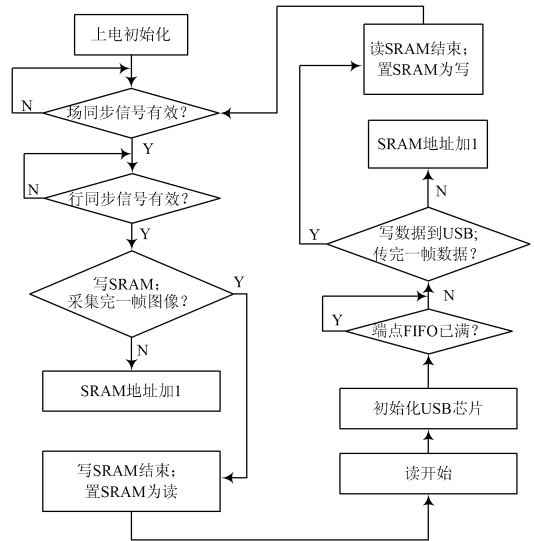 上电初始化
N
场同步信号有效？
Y
N
行同步信号有效？
Y
写SRAM；
采集完一帧图像？
Y
N
SRAM地址加1
写SRAM结束；
置SRAM为读
读SRAM结束；
置SRAM为写
SRAM地址加1
N
写数据到USB;
传完一帧数据？
Y
N
Y
端点FIFO已满？
初始化USB芯片
读开始